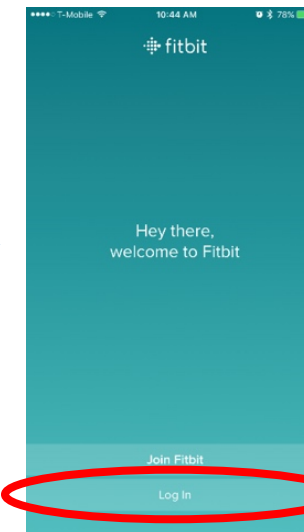 T-Mobile 10:44 AM 78%
fitbit
Hey there,
welcome to Fitbit
Join Fitbit
Log In